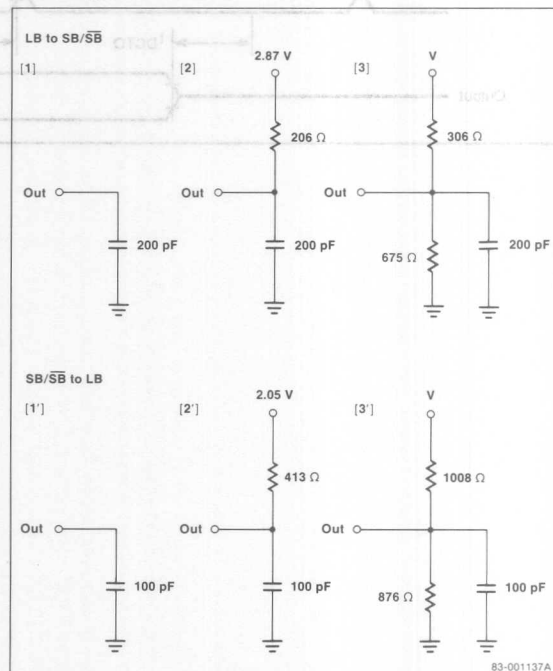 LB to SB/S̅B̅
[1] [2] [3]
2.87 V V
206 Ω 306 Ω
Out Out Out
200 pF 200 pF 675 Ω 200 pF
SB/S̅B̅ to LB
[1'] [2'] [3']
2.05 V V
413 Ω 1008 Ω
Out Out Out
100 pF 100 pF 876 Ω 100 pF
83-001137A